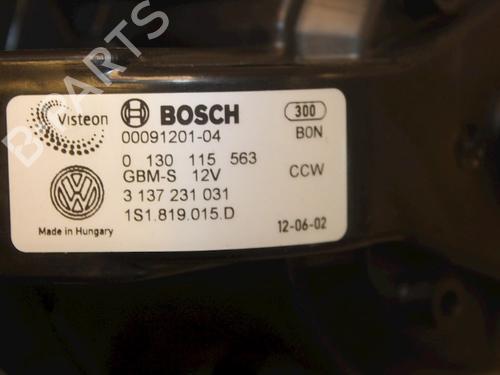 B-PARTS
Visteon BOSCH 300
00091201-04 BON
0 130 115 563
GBM-S 12V CCW
3 137 231 031
1S1.819.015.D
Made in Hungary 12-06-02